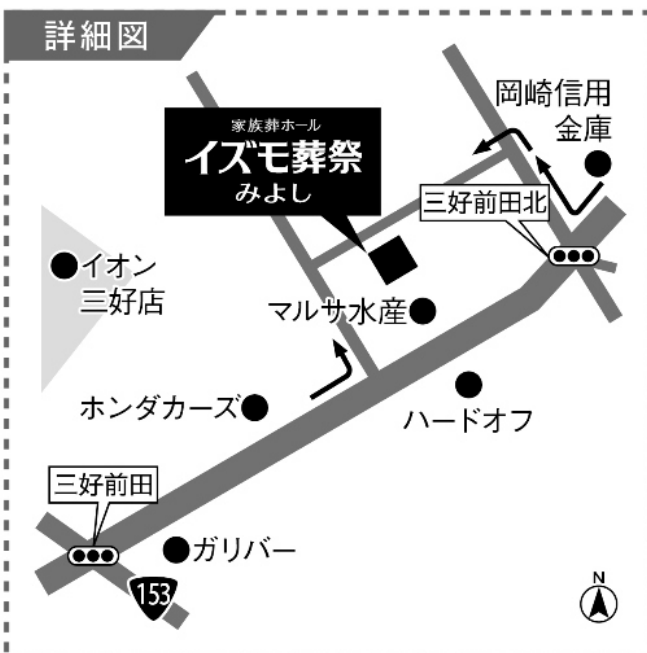 詳細図
岡崎信用
金庫
家族葬ホール
イズモ葬祭
みよし
三好前田北
イオン
三好店
マルサ水産
ホンダカーズ
ハードオフ
三好前田
ガリバー
153
N